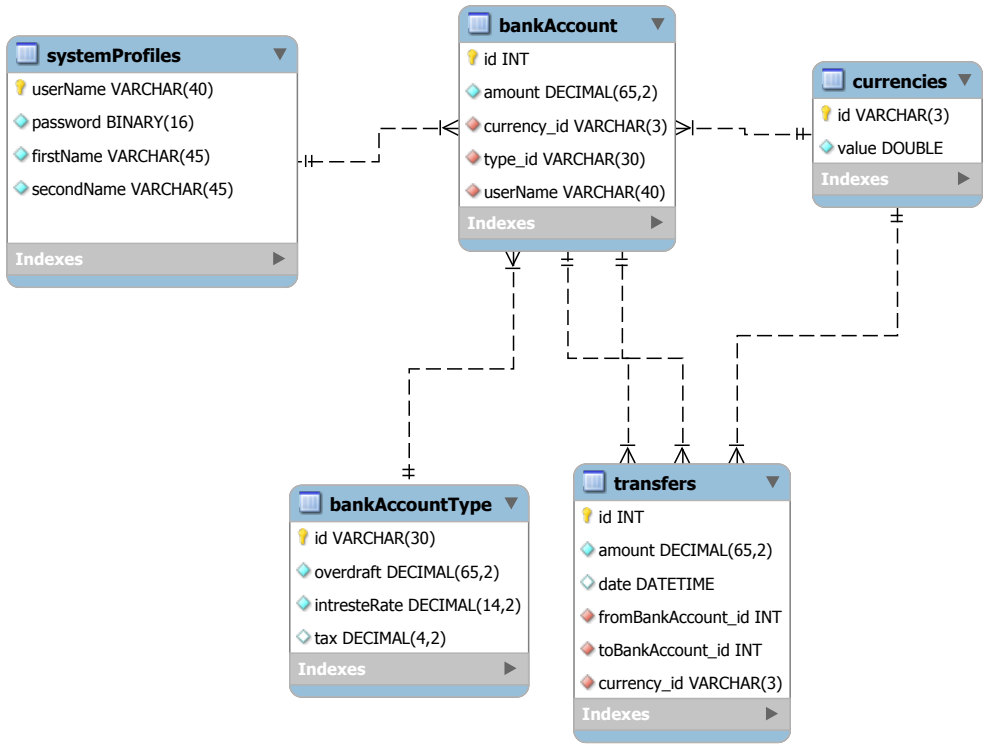 systemProfiles
userName VARCHAR(40)
password BINARY(16)
firstName VARCHAR(45)
secondName VARCHAR(45)
Indexes
bankAccount
id INT
amount DECIMAL(65,2)
currency_id VARCHAR(3)
type_id VARCHAR(30)
userName VARCHAR(40)
Indexes
currencies
id VARCHAR(3)
value DOUBLE
Indexes
bankAccountType
id VARCHAR(30)
overdraft DECIMAL(65,2)
intresteRate DECIMAL(14,2)
tax DECIMAL(4,2)
Indexes
transfers
id INT
amount DECIMAL(65,2)
date DATETIME
fromBankAccount_id INT
toBankAccount_id INT
currency_id VARCHAR(3)
Indexes